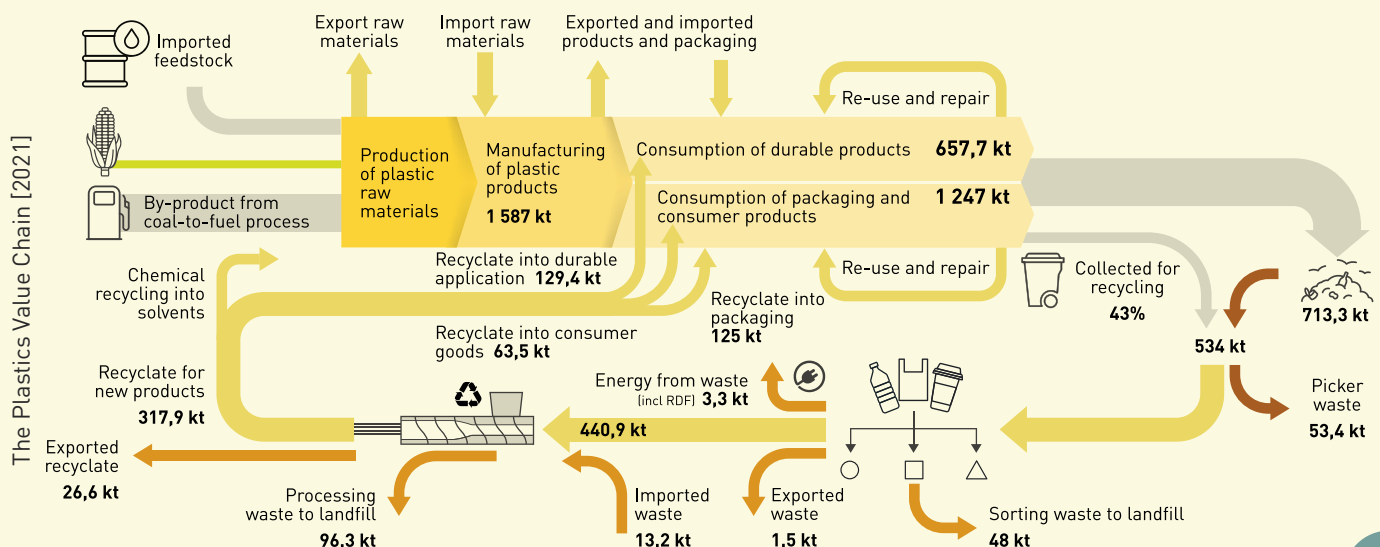 The Plastics Value Chain [2021]
Imported
feedstock
Export raw
materials
Import raw
materials
Exported and imported
products and packaging
Re-use and repair
By-product from
coal-to-fuel process
Production
of plastic
raw
materials
Manufacturing
of plastic
products
1 587 kt
Consumption of durable products 657,7 kt
Consumption of packaging and
consumer products
1 247 kt
Re-use and repair
Collected for
recycling
43%
713,3 kt
534 kt
Picker
waste
53,4 kt
Chemical
recycling into
solvents
Recyclate into durable
application 129,4 kt
Recyclate into consumer
goods 63,5 kt
Recyclate into
packaging
125 kt
Recyclate for
new products
317,9 kt
Energy from waste
(incl RDF) 3,3 kt
440,9 kt
Exported
recyclate
26,6 kt
Processing
waste to landfill
96,3 kt
Imported
waste
13,2 kt
Exported
waste
1,5 kt
Sorting waste to landfill
48 kt